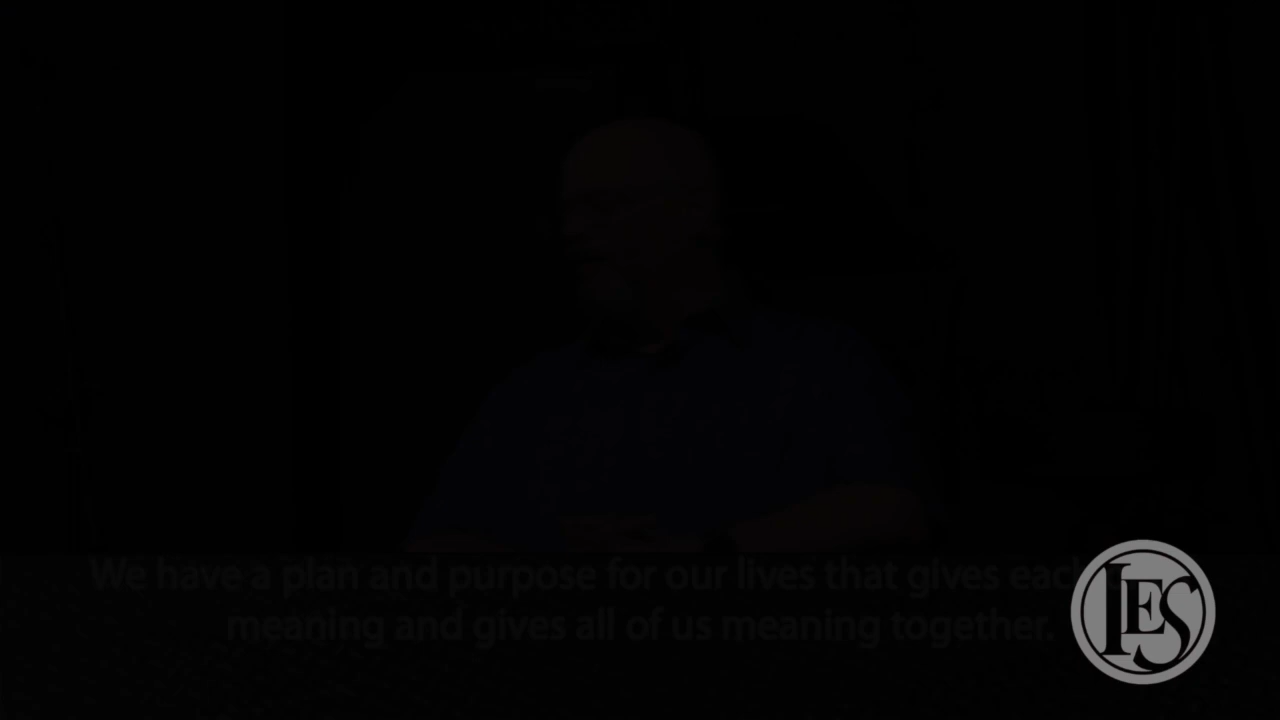 We have a plan and purpose for our lives that gives each
meaning and gives all of us meaning together.
IES